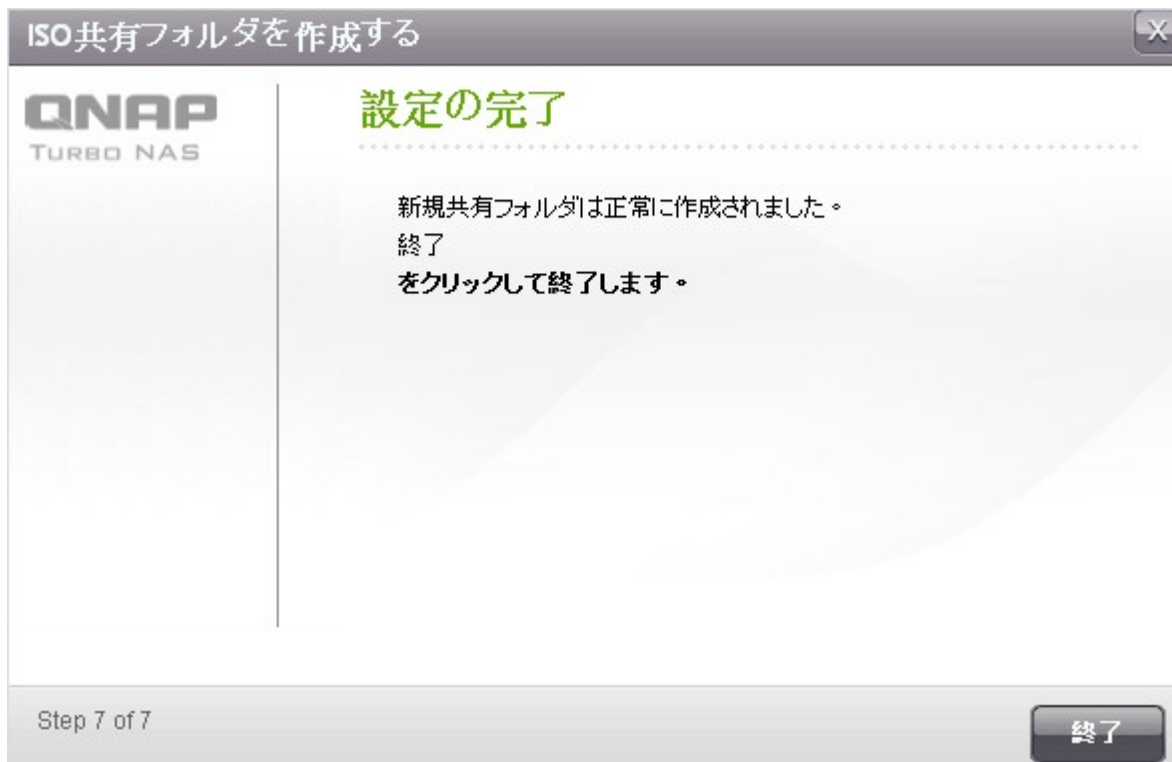 ISO共有フォルダを作成する
X
QNAP
TURBO NAS
設定の完了
新規共有フォルダは正常に作成されました。
終了
をクリックして終了します。
Step 7 of 7
終了